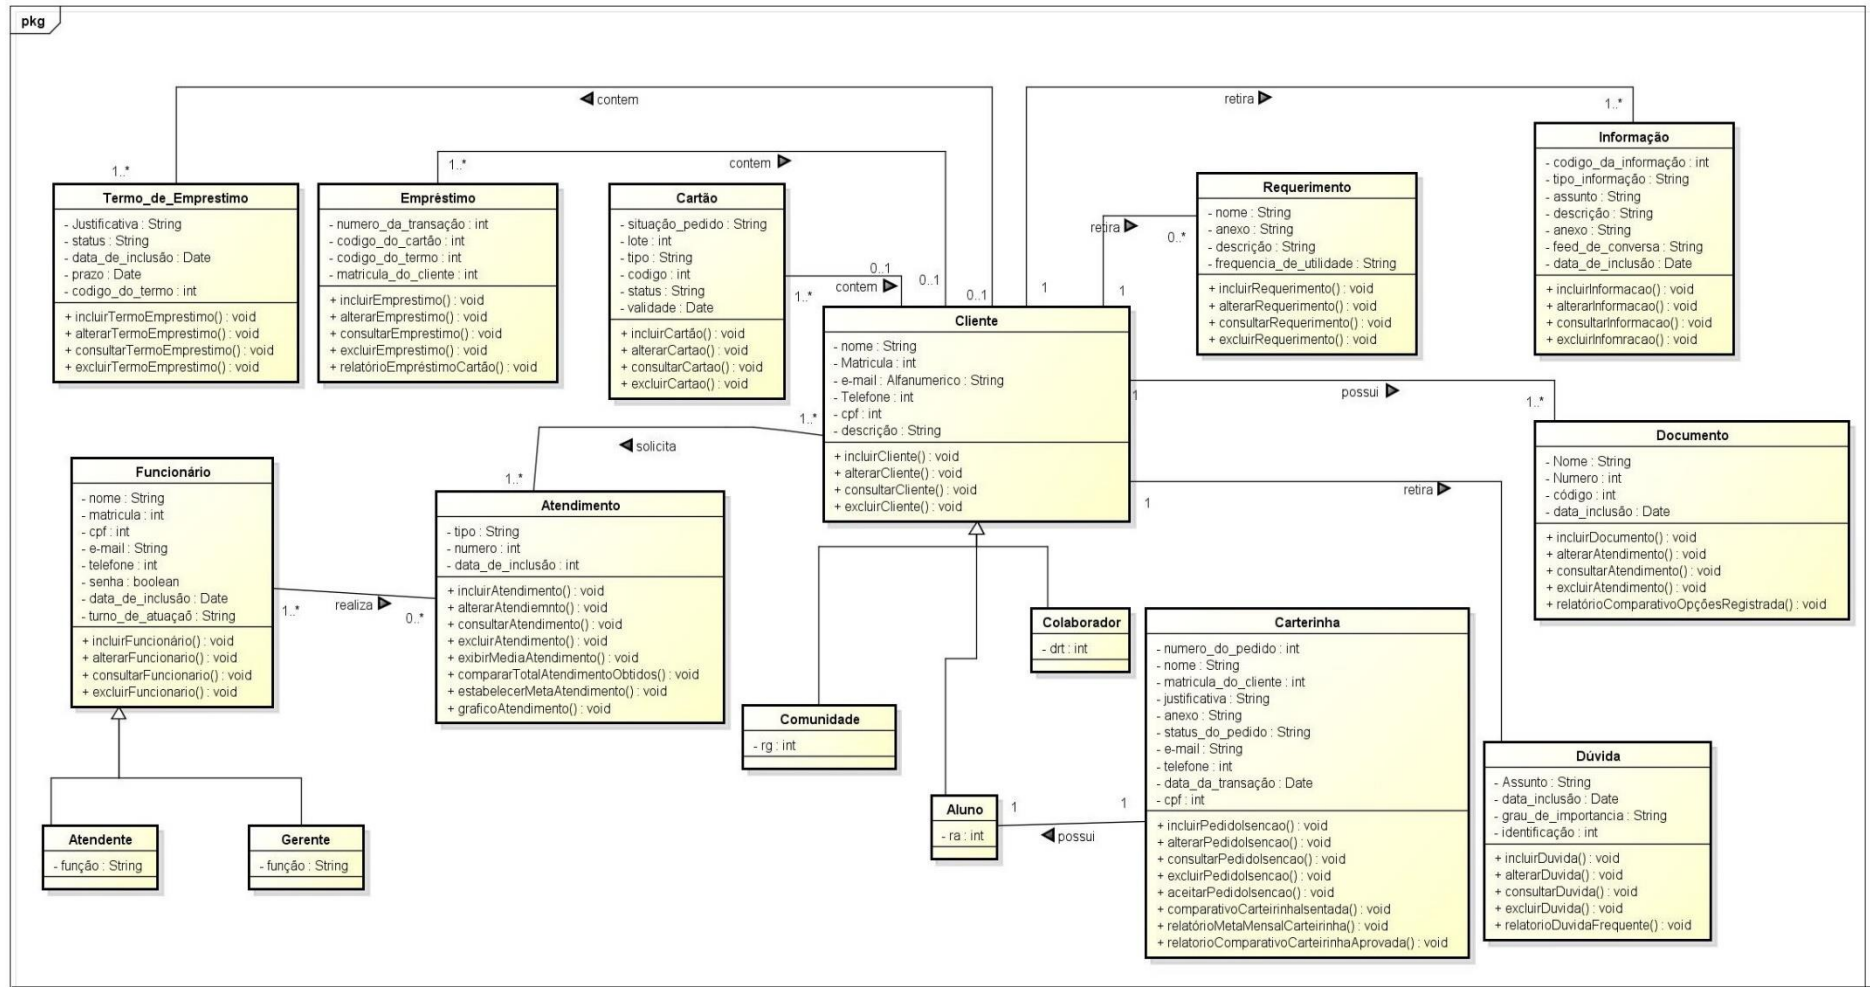 pkg
contem
1..*
0..1
Termo_de_Emprestimo
- Justificativa : String
- status : String
- data_de_inclusão : Date
- prazo : Date
- codigo_do_termo : int
+ incluirTermoEmprestimo() : void
+ alterarTermoEmprestimo() : void
+ consultarTermoEmprestimo() : void
+ excluirTermoEmprestimo() : void
1..*
contem
0..1
Empréstimo
- numero_da_transação : int
- codigo_do_cartão : int
- codigo_do_termo : int
- matricula_do_cliente : int
+ incluirEmprestimo() : void
+ alterarEmprestimo() : void
+ consultarEmprestimo() : void
+ excluirEmprestimo() : void
+ relatórioEmpréstimoCartão() : void
Cartão
- situação_pedido : String
- lote : int
- tipo : String
- codigo : int
- status : String
- validade : Date
+ incluirCartão() : void
+ alterarCartao() : void
+ consultarCartao() : void
+ excluirCartao() : void
0..1
contem
1..*
retira
1..*
1
Informação
- codigo_da_informação : int
- tipo_informação : String
- assunto : String
- descrição : String
- anexo : String
- feed_de_conversa : String
- data_de_inclusão : Date
+ incluirInformacao() : void
+ alterarInformacao() : void
+ consultarInformacao() : void
+ excluirInfomracao() : void
Requerimento
- nome : String
- anexo : String
- descrição : String
- frequencia_de_utilidade : String
+ incluirRequerimento() : void
+ alterarRequerimento() : void
+ consultarRequerimento() : void
+ excluirRequerimento() : void
retira
0..*
1
Cliente
- nome : String
- Matricula : int
- e-mail : Alfanumerico : String
- Telefone : int
- cpf : int
- descrição : String
+ incluirCliente() : void
+ alterarCliente() : void
+ consultarCliente() : void
+ excluirCliente() : void
1..*
solicita
1..*
possui
1
1..*
Documento
- Nome : String
- Numero : int
- código : int
- data_inclusão : Date
+ incluirDocumento() : void
+ alterarAtendimento() : void
+ consultarAtendimento() : void
+ excluirAtendimento() : void
+ relatórioComparativoOpçõesRegistrada() : void
retira
1
Funcionário
- nome : String
- matricula : int
- cpf : int
- e-mail : String
- telefone : int
- senha : boolean
- data_de_inclusão : Date
- turno_de_atuaçaõ : String
+ incluirFuncionário() : void
+ alterarFuncionario() : void
+ consultarFuncionario() : void
+ excluirFuncionario() : void
1..*
realiza
0..*
Atendimento
- tipo : String
- numero : int
- data_de_inclusão : int
+ incluirAtendimento() : void
+ alterarAtendiemnto() : void
+ consultarAtendimento() : void
+ excluirAtendimento() : void
+ exibirMediaAtendimento() : void
+ compararTotalAtendimentoObtidos() : void
+ estabelecerMetaAtendimento() : void
+ graficoAtendimento() : void
Colaborador
- drt : int
Comunidade
- rg : int
Carterinha
- numero_do_pedido : int
- nome : String
- matricula_do_cliente : int
- justificativa : String
- anexo : String
- status_do_pedido : String
- e-mail : String
- telefone : int
- data_da_transação : Date
- cpf : int
+ incluirPedidoIsencao() : void
+ alterarPedidoIsencao() : void
+ consultarPedidoIsencao() : void
+ excluirPedidoIsencao() : void
+ aceitarPedidoIsencao() : void
+ comparativoCarteirinhaIsentada() : void
+ relatórioMetaMensalCarteirinha() : void
+ relatorioComparativoCarteirinhaAprovada() : void
Aluno
- ra : int
1
1
possui
Dúvida
- Assunto : String
- data_inclusão : Date
- grau_de_importancia : String
- identificação : int
+ incluirDuvida() : void
+ alterarDuvida() : void
+ consultarDuvida() : void
+ excluirDuvida() : void
+ relatorioDuvidaFrequente() : void
Atendente
- função : String
Gerente
- função : String